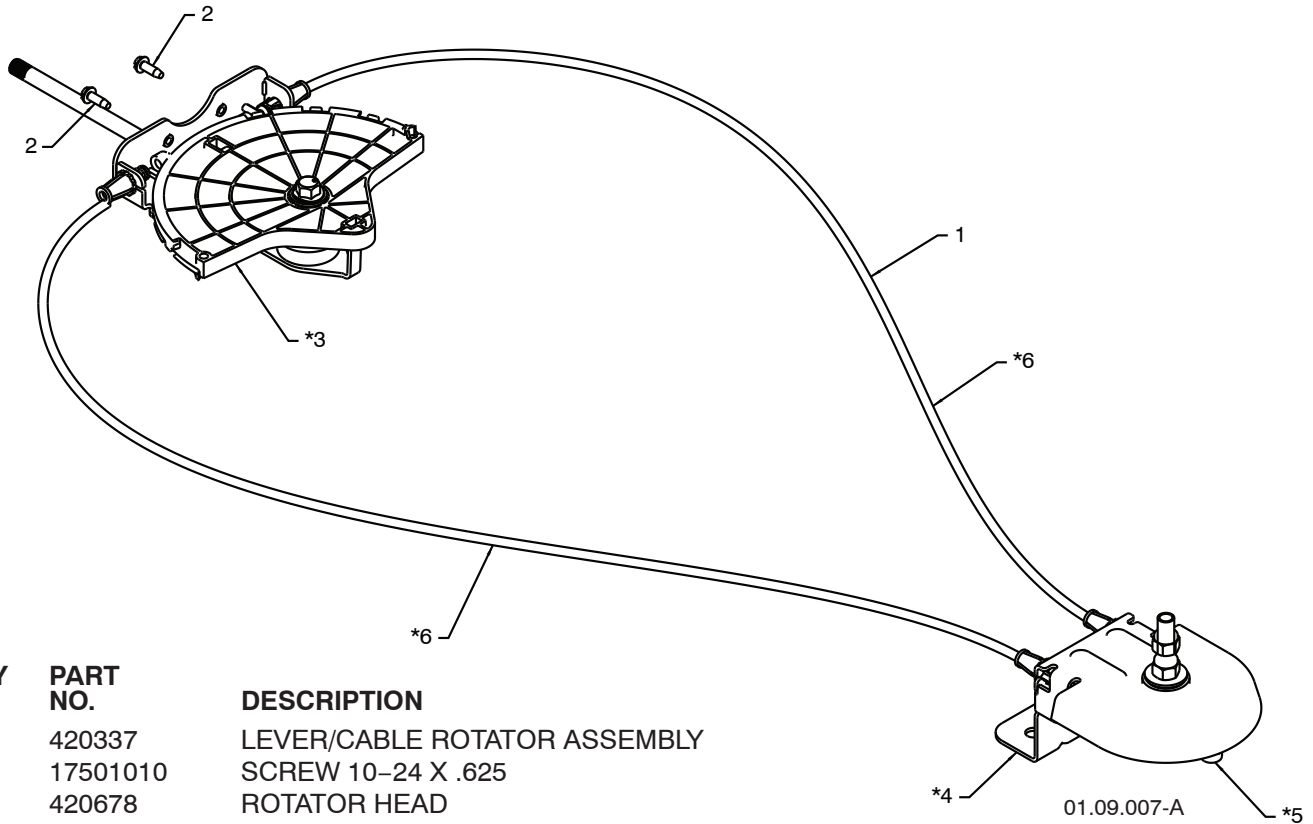 2
2
1
*3
*6
*6
Y PART NO. DESCRIPTION
420337 LEVER/CABLE ROTATOR ASSEMBLY
17501010 SCREW 10–24 X .625
420678 ROTATOR HEAD
*4
01.09.007-A
*5